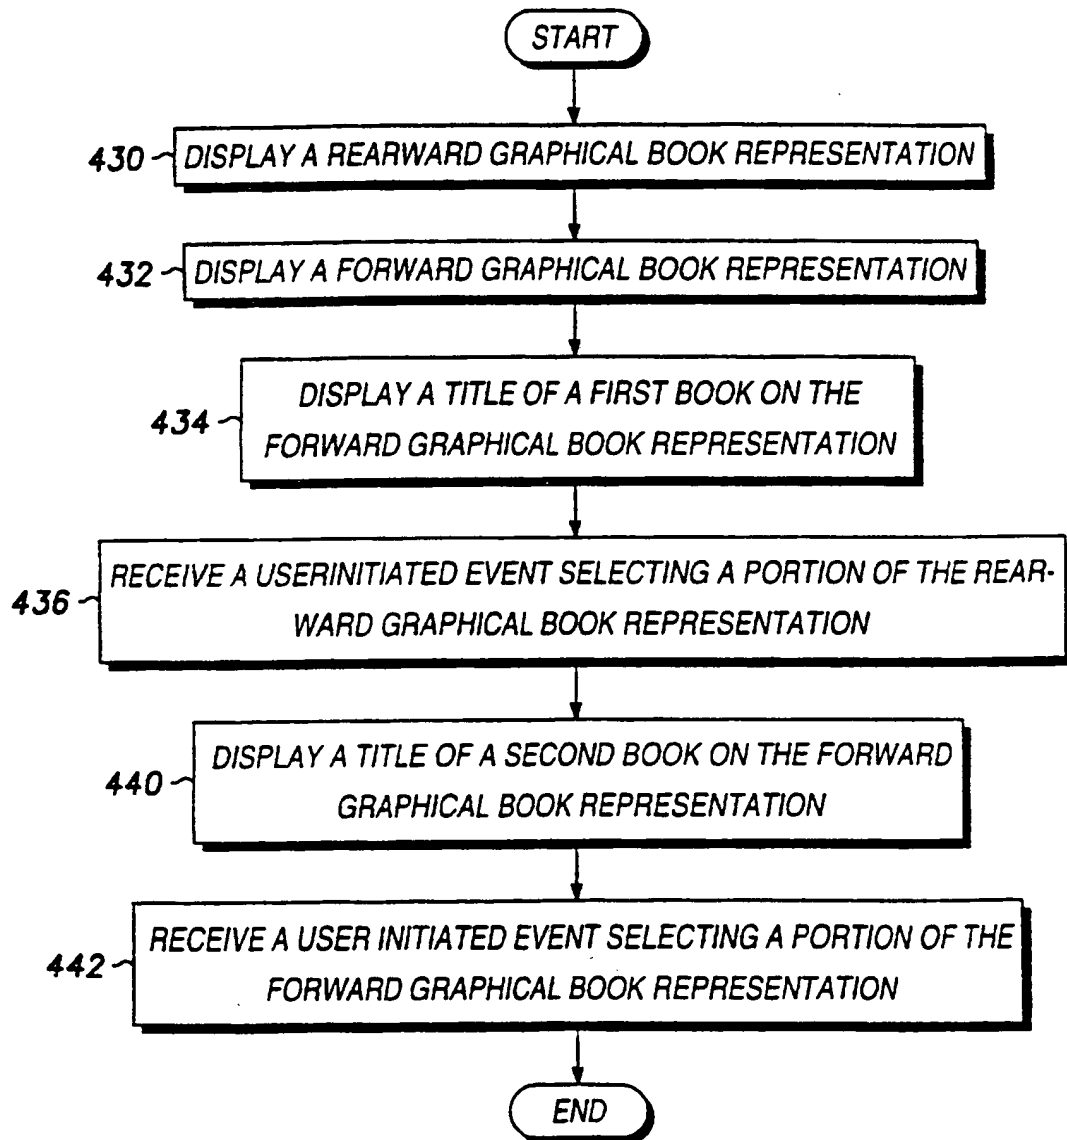 START
430 DISPLAY A REARWARD GRAPHICAL BOOK REPRESENTATION
432 DISPLAY A FORWARD GRAPHICAL BOOK REPRESENTATION
DISPLAY A TITLE OF A FIRST BOOK ON THE
434 FORWARD GRAPHICAL BOOK REPRESENTATION
RECEIVE A USERINITIATED EVENT SELECTING A PORTION OF THE REAR-
436 WARD GRAPHICAL BOOK REPRESENTATION
DISPLAY A TITLE OF A SECOND BOOK ON THE FORWARD
440 GRAPHICAL BOOK REPRESENTATION
RECEIVE A USER INITIATED EVENT SELECTING A PORTION OF THE
442 FORWARD GRAPHICAL BOOK REPRESENTATION
END